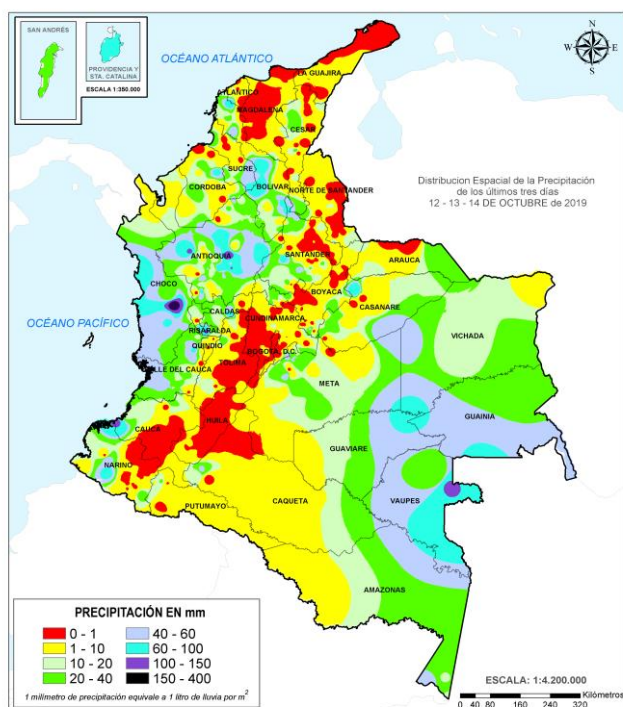 SAN ANDRÉS
PROVIDENCIA Y
STA. CATALINA
ESCALA 1:350.000
OCÉANO ATLÁNTICO
N
W E
S
LA GUAJIRA
ATLANTICO
MAGDALENA
CESAR
SUCRE
CORDOBA
BOLIVAR
NORTE DE SANTANDER
Distribucion Espacial de la Precipitación
de los últimos tres días
12 - 13 - 14 DE OCTUBRE de 2019
ANTIOQUIA
SANTANDER
ARAUCA
CHOCO
BOYACA
CASANARE
OCÉANO PACÍFICO
CALDAS
CUNDINAMARCA
RISARALDA
VICHADA
QUINDIO
BOGOTA D.C.
TOLIMA
VALLE DEL CAUCA
META
GUAINIA
CAUCA
HUILA
GUAVIARE
NARIÑO
VAUPES
CAQUETA
PUTUMAYO
AMAZONAS
PRECIPITACIÓN EN mm
0 - 1 40 - 60
1 - 10 60 - 100
10 - 20 100 - 150
20 - 40 150 - 400
1 milímetro de precipitación equivale a 1 litro de lluvia por m²
ESCALA: 1:4.200.000
Kilómetros
0 40 80 160 240 320